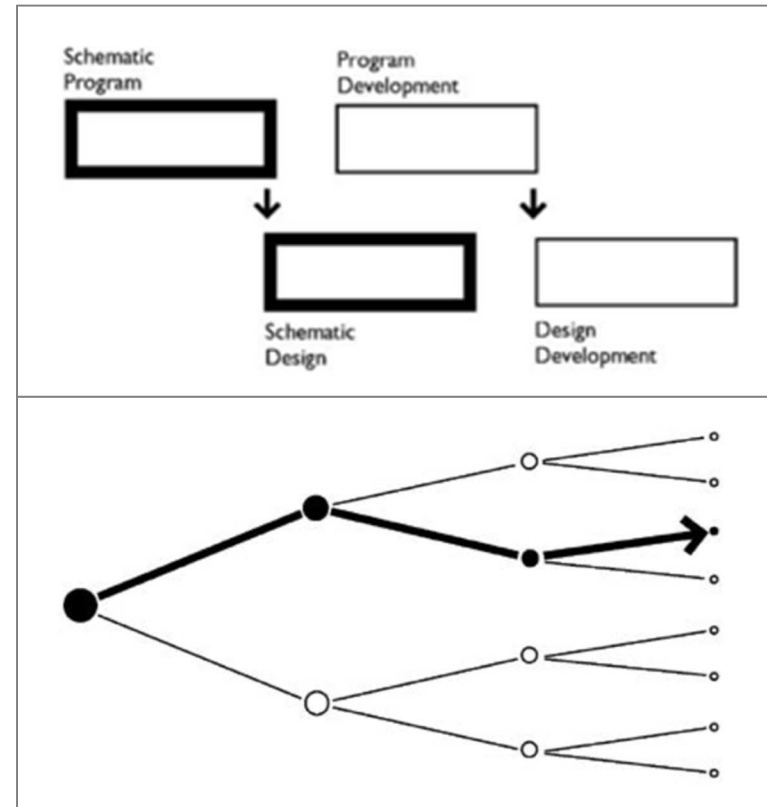 Schematic
Program
Program
Development
Schematic
Design
Design
Development